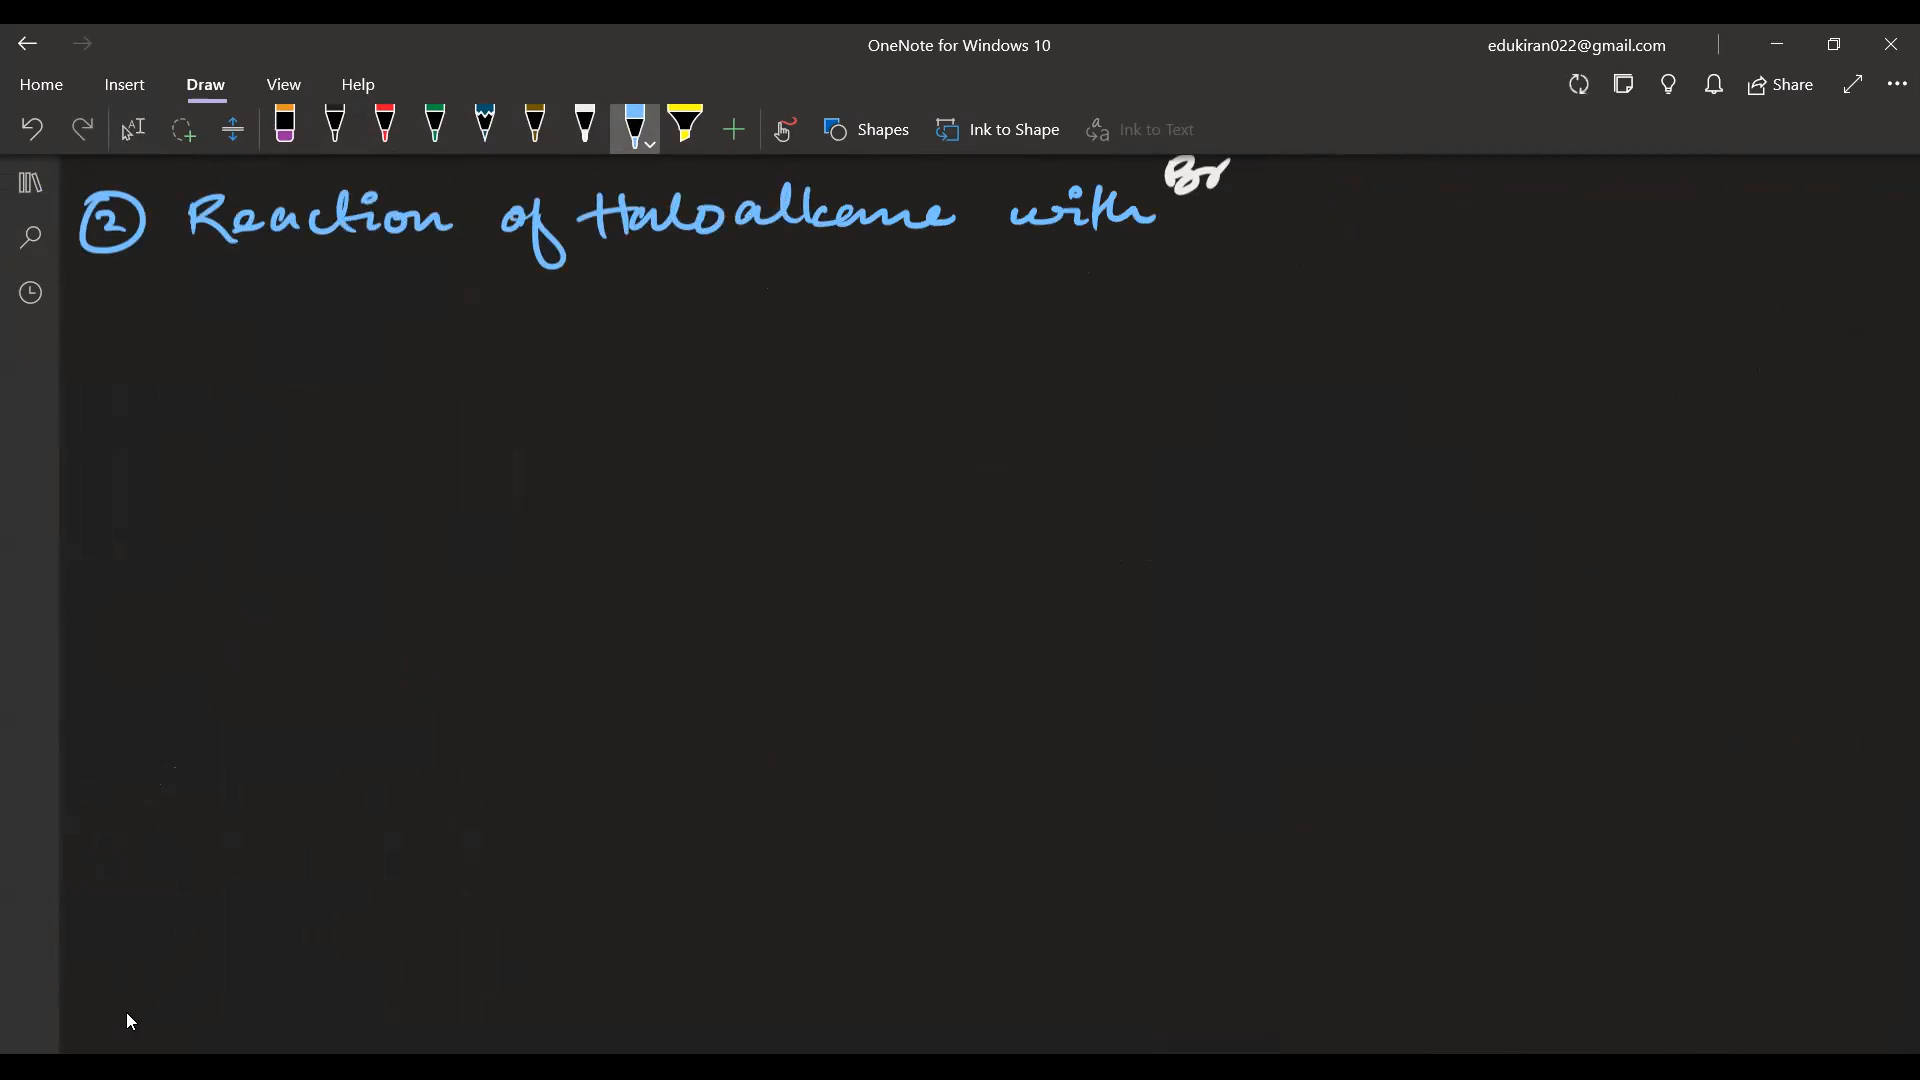 OneNote for Windows 10
edukiran022@gmail.com
Home Insert Draw View Help
Share
Shapes Ink to Shape Ink to Text
Br
② Reaction of Haloalkane with